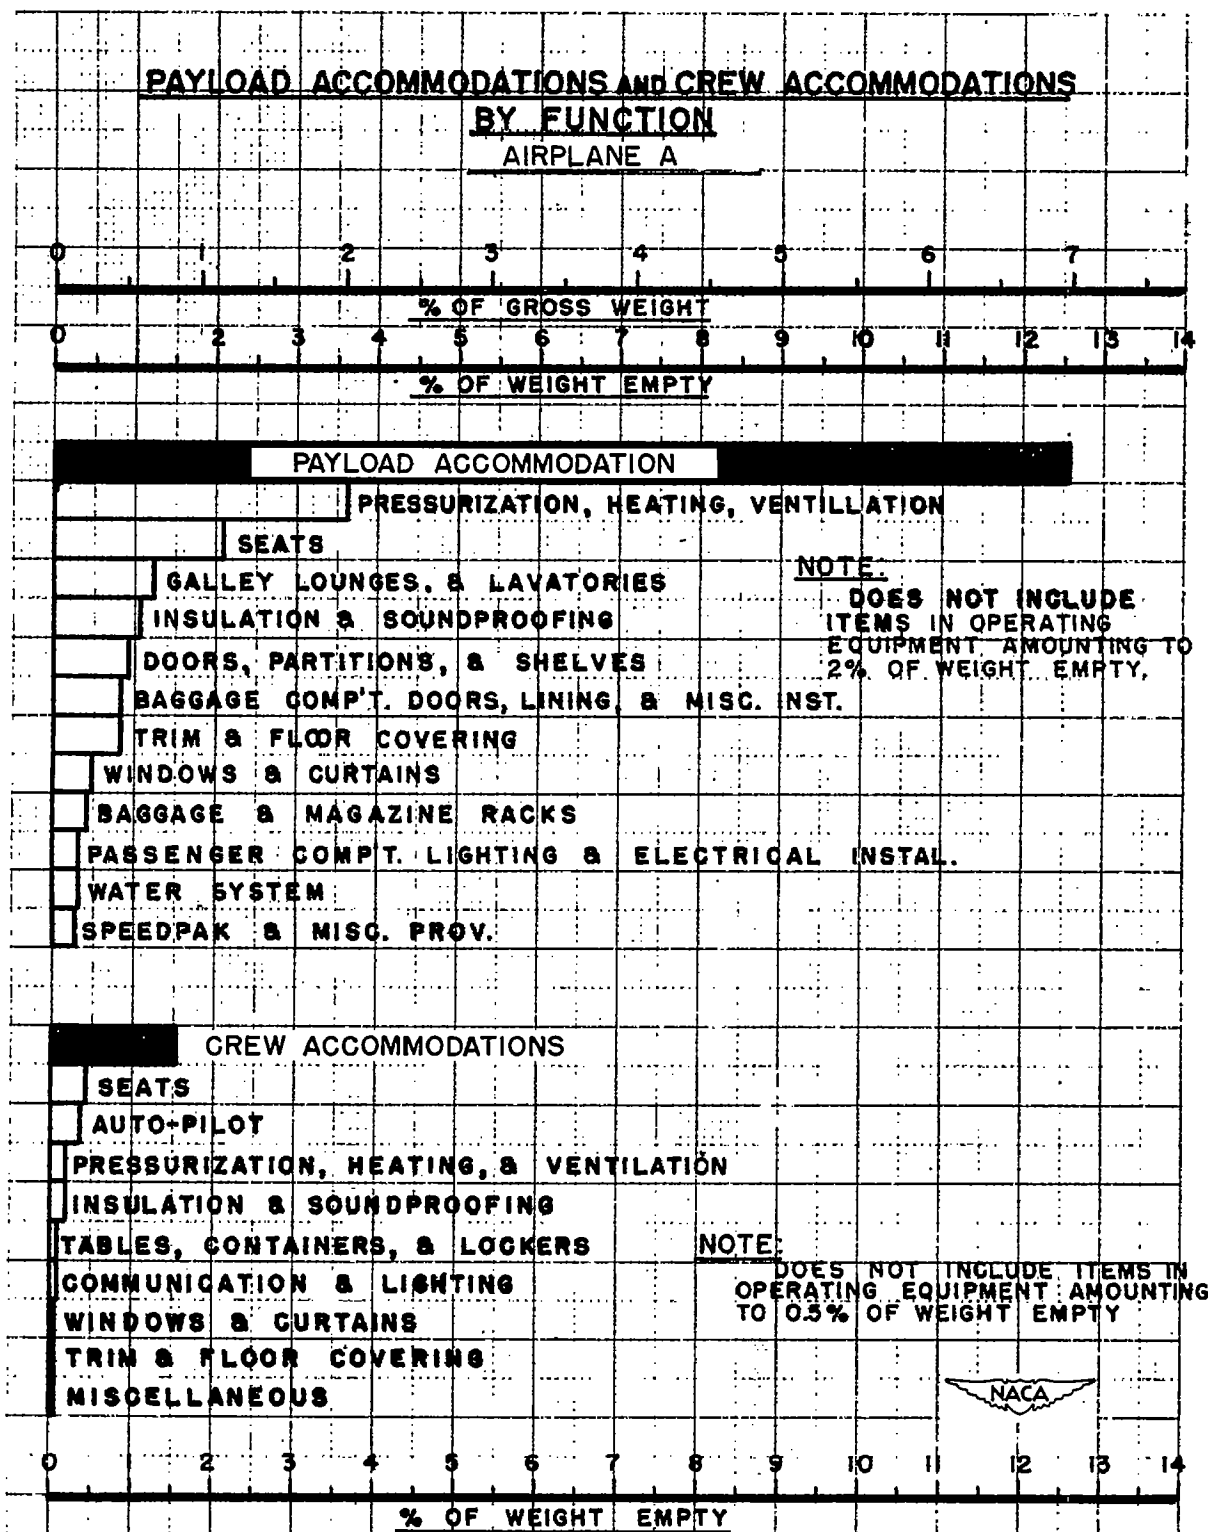 PAYLOAD ACCOMMODATIONS AND CREW ACCOMMODATIONS
BY FUNCTION
AIRPLANE A
0 1 2 3 4 5 6 7
% OF GROSS WEIGHT
0 1 2 3 4 5 6 7 8 9 10 11 12 13 14
% OF WEIGHT EMPTY
PAYLOAD ACCOMMODATION
PRESSURIZATION, HEATING, VENTILLATION
SEATS
GALLEY LOUNGES, & LAVATORIES
INSULATION & SOUNDPROOFING
DOORS, PARTITIONS, & SHELVES
BAGGAGE COMP'T. DOORS, LINING, & MISC. INST.
TRIM & FLOOR COVERING
WINDOWS & CURTAINS
BAGGAGE & MAGAZINE RACKS
PASSENGER COMP'T. LIGHTING & ELECTRICAL INSTAL.
WATER SYSTEM
SPEEDPAK & MISC. PROV.
NOTE:
DOES NOT INCLUDE
ITEMS IN OPERATING
EQUIPMENT AMOUNTING TO
2% OF WEIGHT EMPTY.
CREW ACCOMMODATIONS
SEATS
AUTO-PILOT
PRESSURIZATION, HEATING, & VENTILATION
INSULATION & SOUNDPROOFING
TABLES, CONTAINERS, & LOCKERS
COMMUNICATION & LIGHTING
WINDOWS & CURTAINS
TRIM & FLOOR COVERING
MISCELLANEOUS
NOTE:
DOES NOT INCLUDE ITEMS IN
OPERATING EQUIPMENT AMOUNTING
TO 0.5% OF WEIGHT EMPTY
NACA
0 1 2 3 4 5 6 7 8 9 10 11 12 13 14
% OF WEIGHT EMPTY